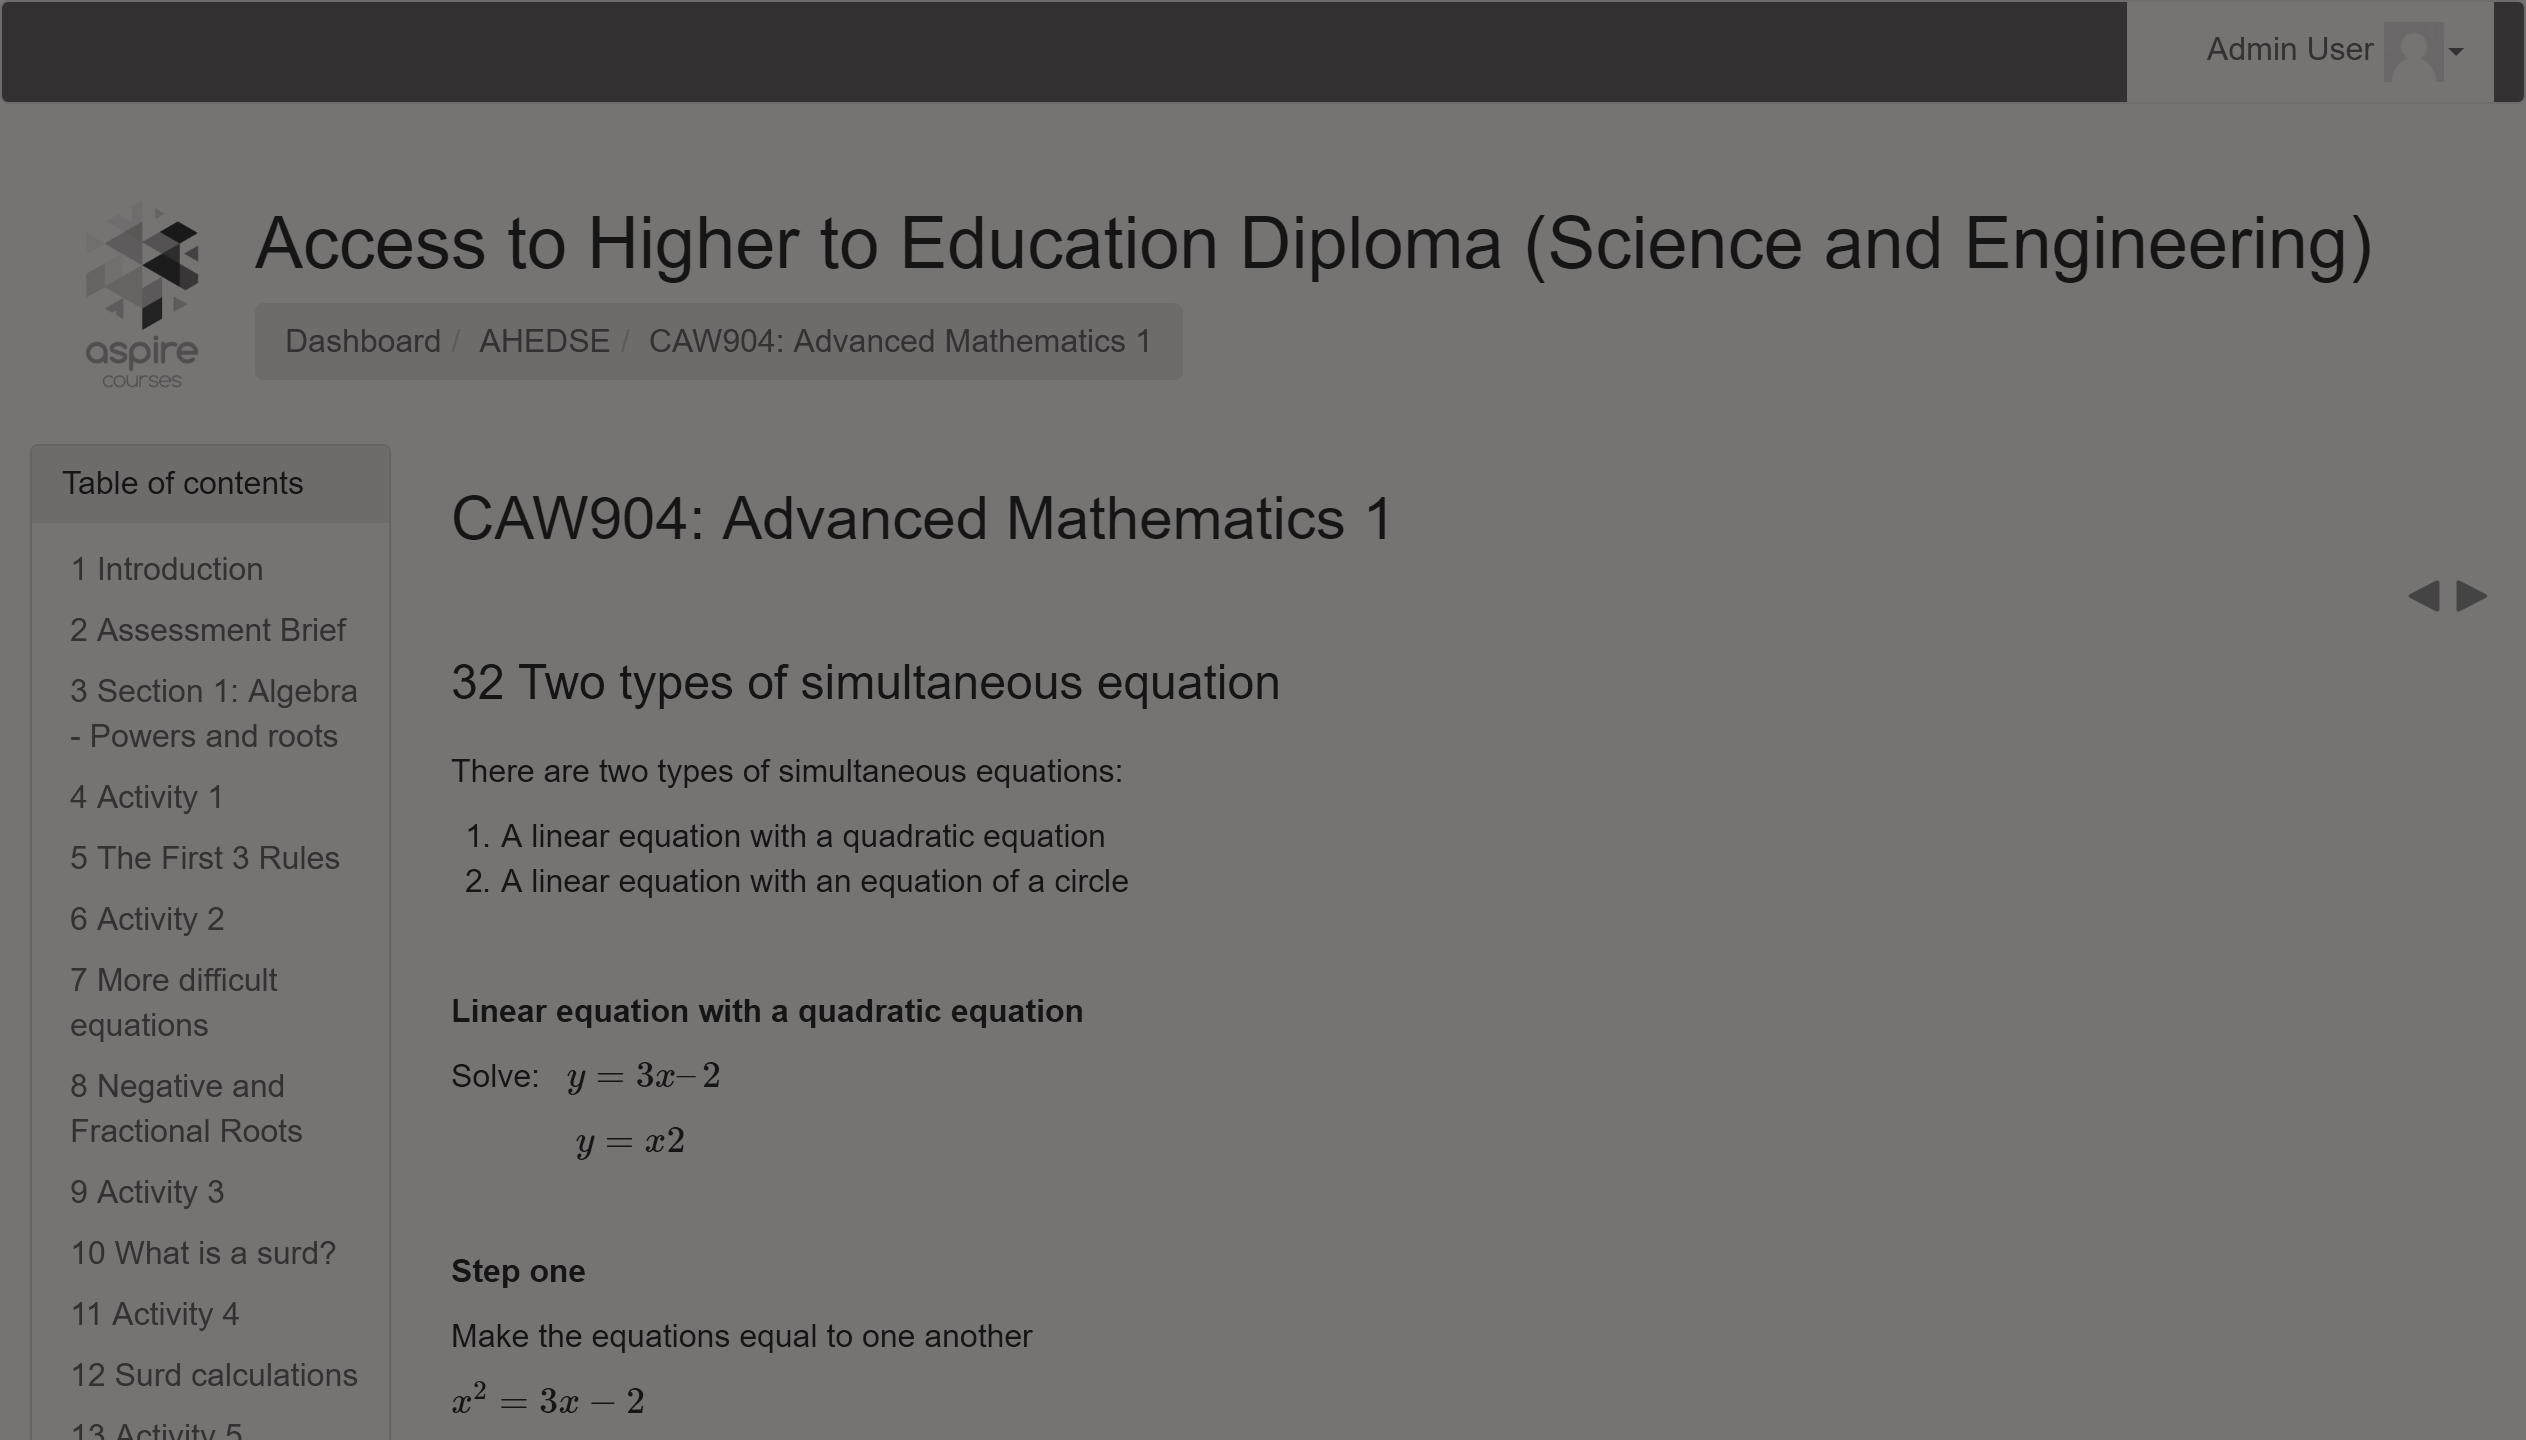 Admin User
aspire
courses
Access to Higher to Education Diploma (Science and Engineering)
Dashboard / AHEDSE / CAW904: Advanced Mathematics 1
Table of contents
1 Introduction
2 Assessment Brief
3 Section 1: Algebra
- Powers and roots
4 Activity 1
5 The First 3 Rules
6 Activity 2
7 More difficult
equations
8 Negative and
Fractional Roots
9 Activity 3
10 What is a surd?
11 Activity 4
12 Surd calculations
13 Activity 5
CAW904: Advanced Mathematics 1
32 Two types of simultaneous equation
There are two types of simultaneous equations:
1. A linear equation with a quadratic equation
2. A linear equation with an equation of a circle
Linear equation with a quadratic equation
Solve: y = 3x–2
y = x2
Step one
Make the equations equal to one another
x² = 3x − 2